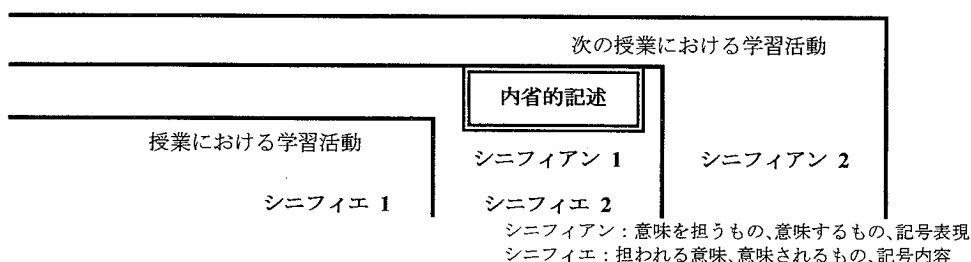 次の授業における学習活動
内省的記述
授業における学習活動
シニフィアン 1
シニフィアン 2
シニフィエ 1
シニフィエ 2
シニフィアン：意味を担うもの、意味するもの、記号表現
シニフィエ：担われる意味、意味されるもの、記号内容